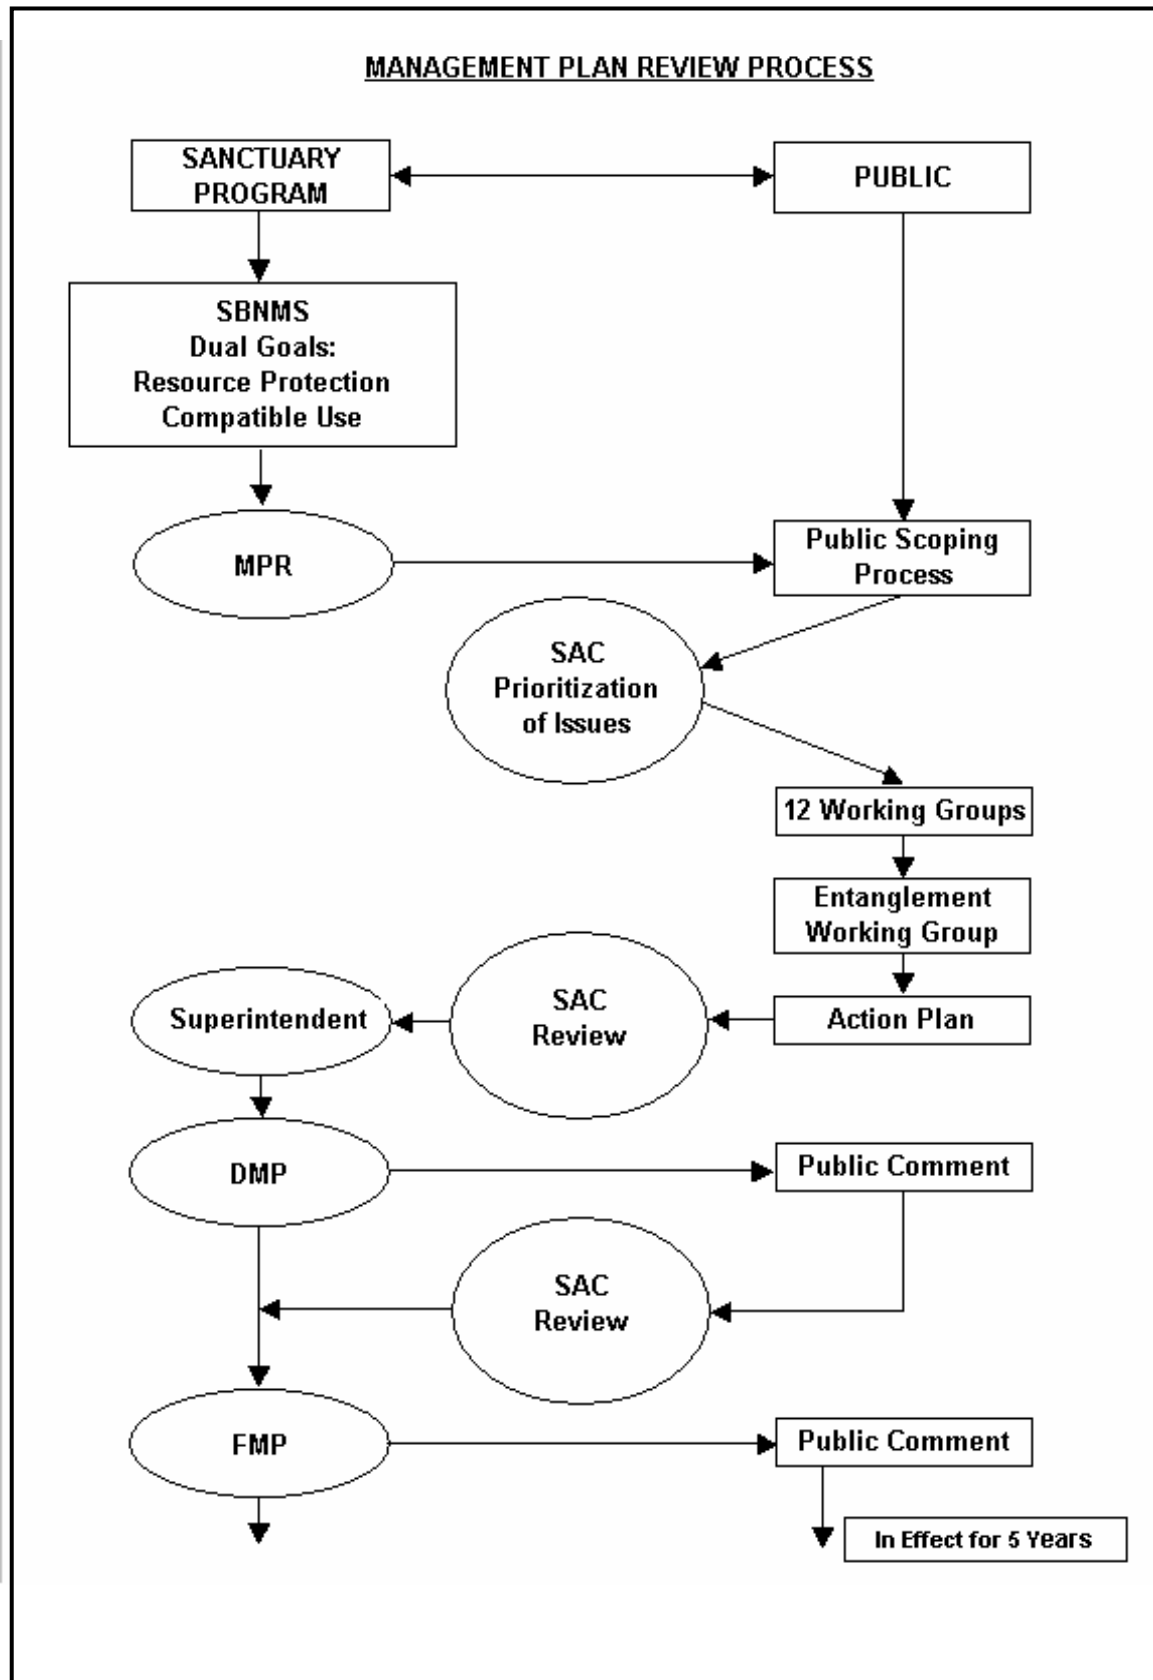 MANAGEMENT PLAN REVIEW PROCESS
SANCTUARY
PROGRAM
PUBLIC
SBNMS
Dual Goals:
Resource Protection
Compatible Use
MPR
Public Scoping
Process
SAC
Prioritization
of Issues
12 Working Groups
Entanglement
Working Group
Action Plan
SAC
Review
Superintendent
DMP
Public Comment
SAC
Review
FMP
Public Comment
In Effect for 5 Years